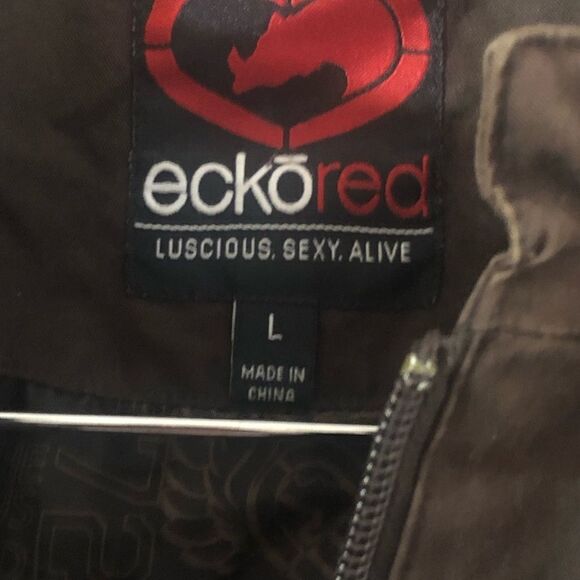 eckōred
LUSCIOUS. SEXY. ALIVE
L
MADE IN
CHINA